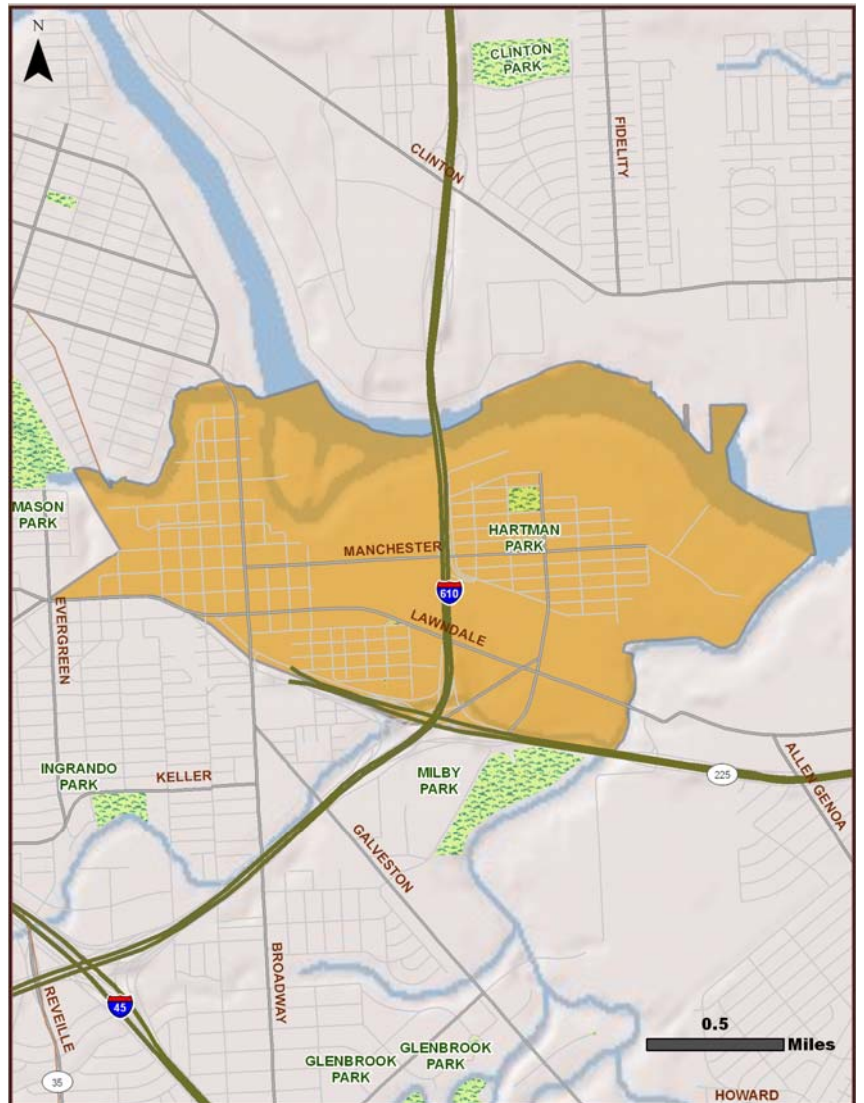 N
CLINTON
PARK
FIDELITY
CLINTON
MASON
PARK
HARTMAN
PARK
MANCHESTER
610
LAWNDALE
EVERGREEN
INGRANDO
PARK
KELLER
MILBY
PARK
225
ALLEN GENOA
GALVESTON
BROADWAY
REVEILLE
45
0.5
Miles
GLENBROOK
PARK
GLENBROOK
PARK
35
HOWARD